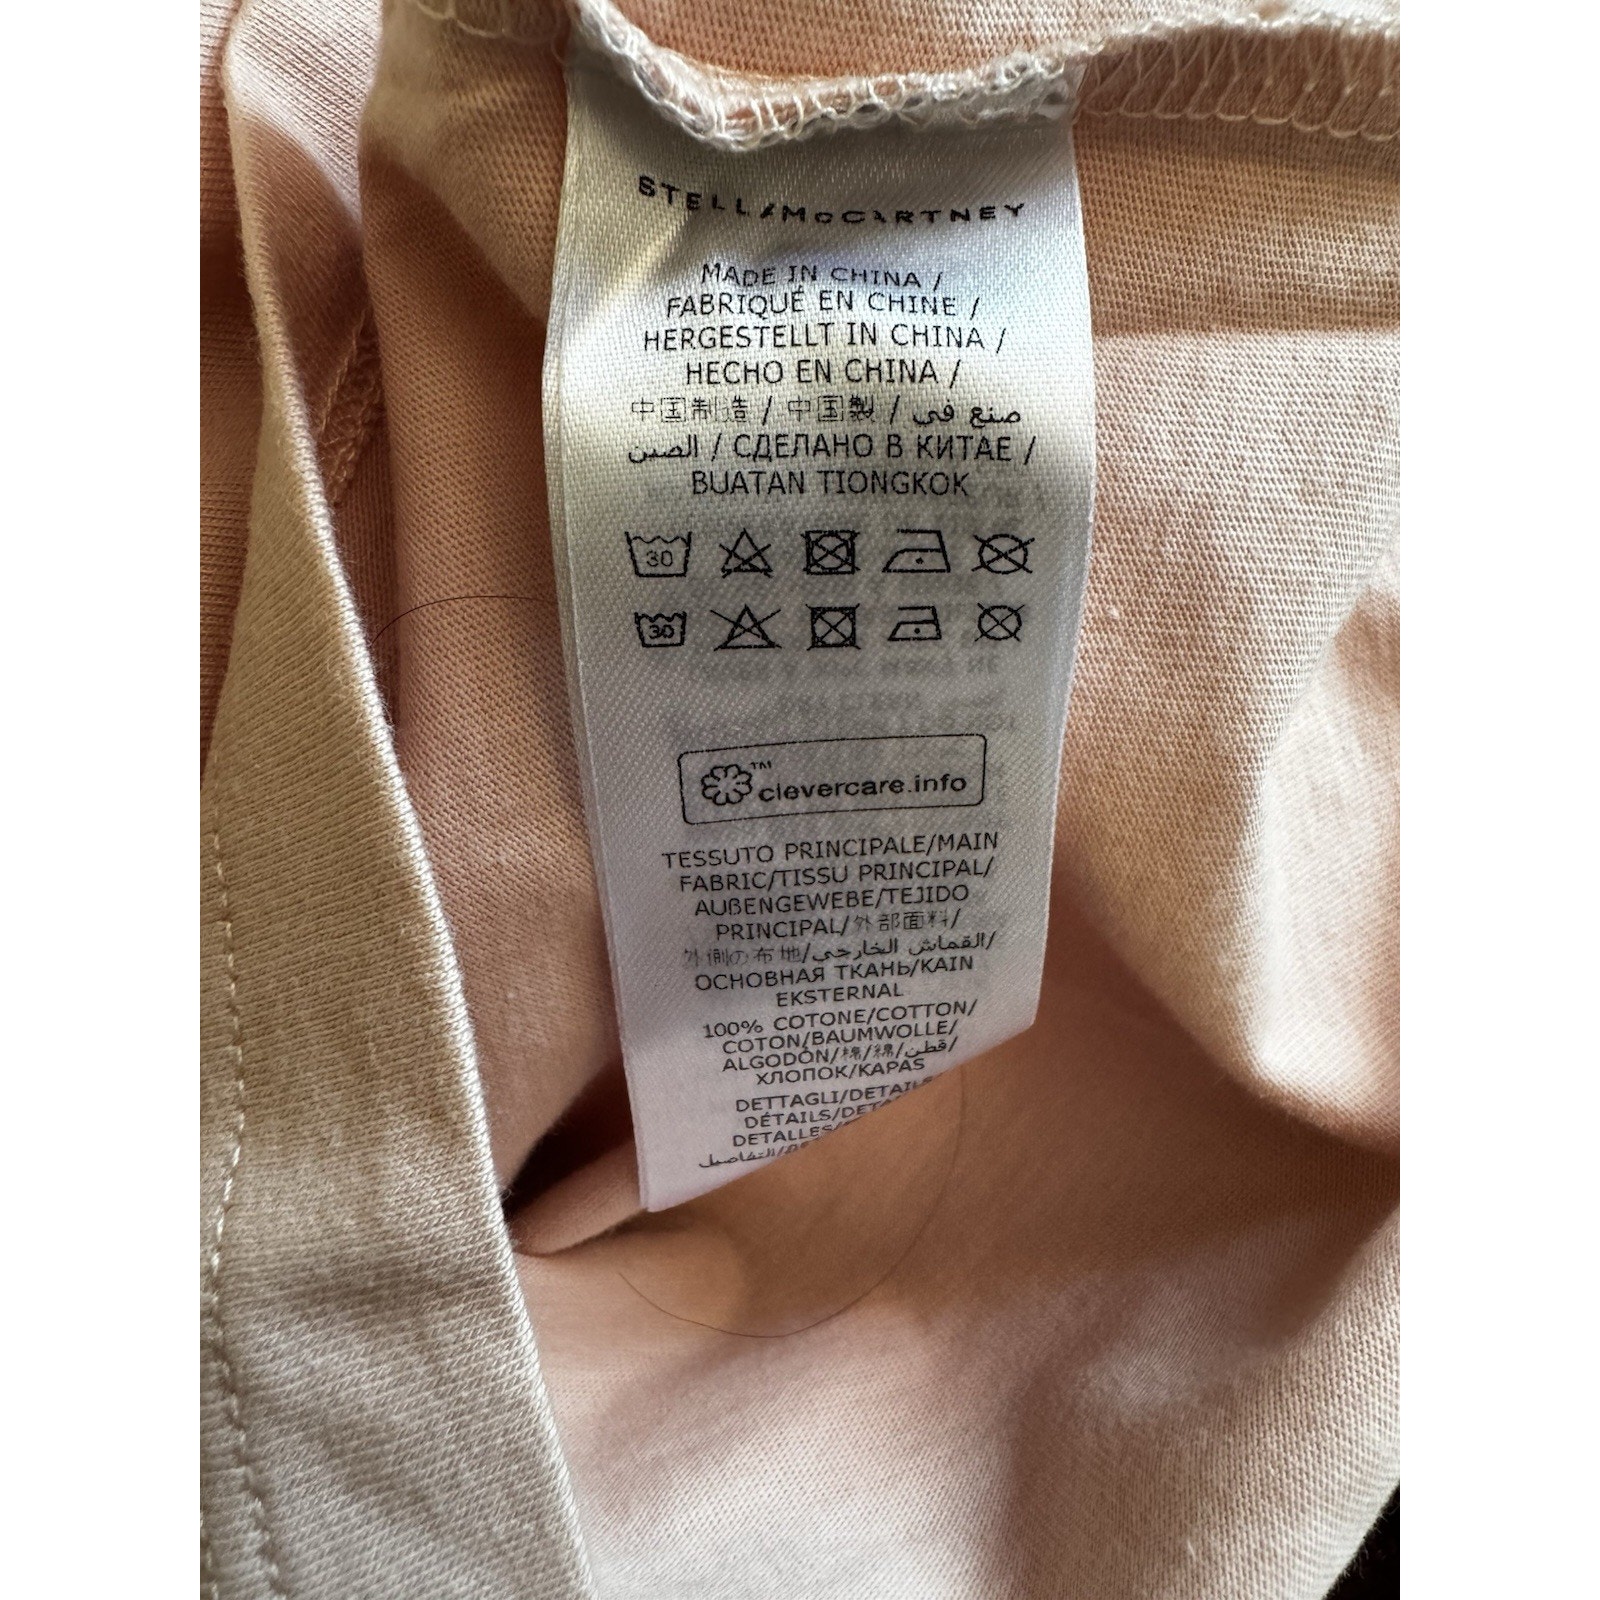 STELLA McCARTNEY
MADE IN CHINA /
FABRIQUÉ EN CHINE /
HERGESTELLT IN CHINA /
HECHO EN CHINA /
中国制造 / 中国製 / صنع في
الصين / СДЕЛАНО В КИТАЕ /
BUATAN TIONGKOK
30
30
™
clevercare.info
TESSUTO PRINCIPALE/MAIN
FABRIC/TISSU PRINCIPAL/
AUßENGEWEBE/TEJIDO
PRINCIPAL/外部面料/
外側の布地/القماش الخارجي/
ОСНОВНАЯ ТКАНЬ/KAIN
EKSTERNAL
100% COTONE/COTTON/
COTON/BAUMWOLLE/
ALGODÓN/棉/綿/قطن/
ХЛОПОК/KAPAS
DETTAGLI/DETAILS
DÉTAILS/DETA
DETALLES/
التفاصيل/